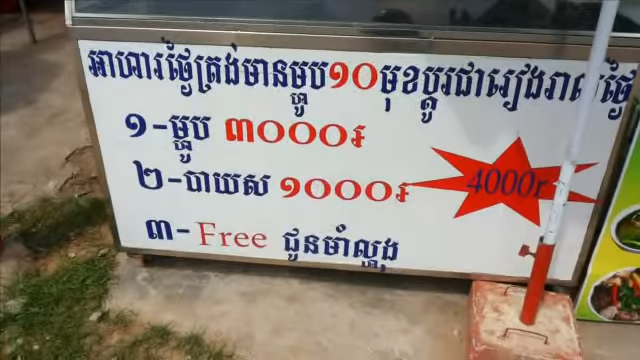 អាហារថ្ងៃត្រង់មានម្ហូប១០មុខប្តូរជារៀងរាល់ថ្ងៃ
១-ម្ហូប ៣០០០៛
២-បាយស ១០០០៛
4000r
៣- Free ជូនមាំល្ហុង